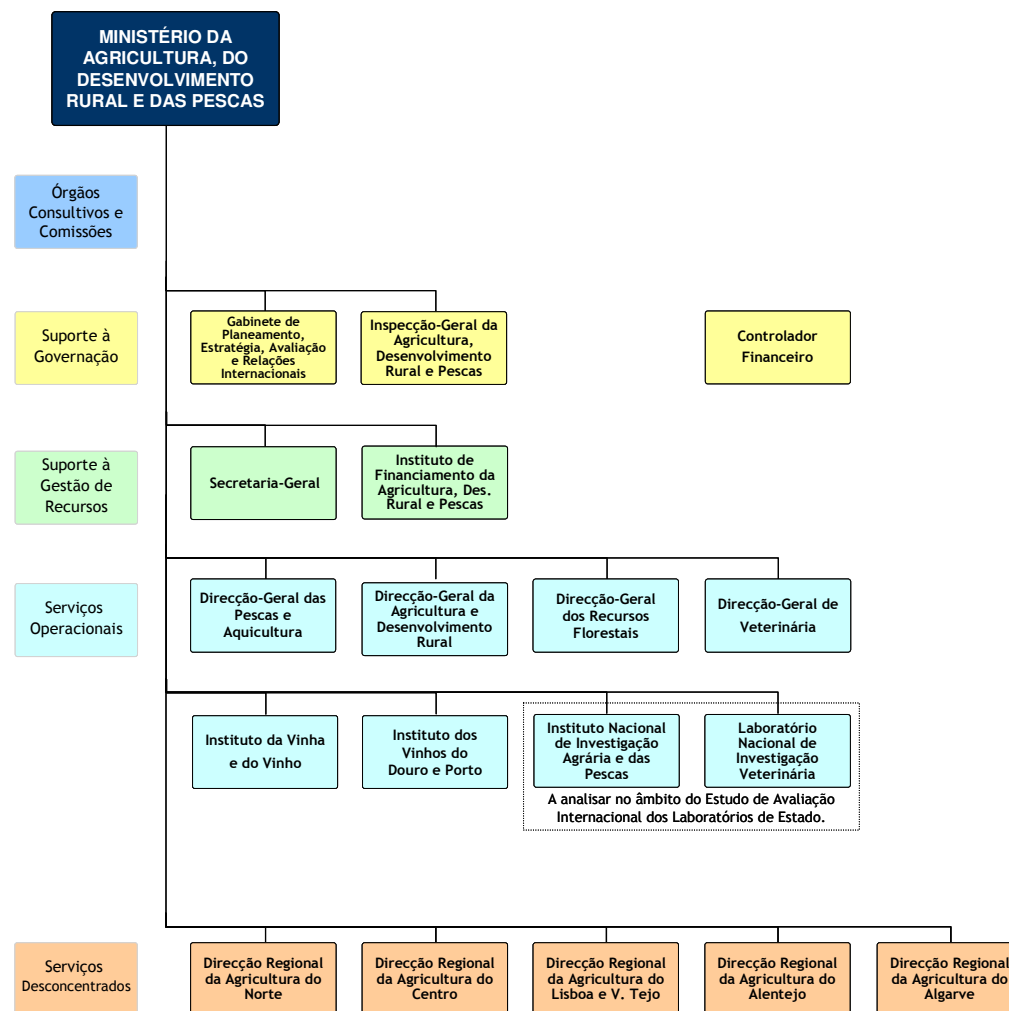 MINISTÉRIO DA
AGRICULTURA, DO
DESENVOLVIMENTO
RURAL E DAS PESCAS
Órgãos
Consultivos e
Comissões
Suporte à
Governação
Gabinete de
Planeamento,
Estratégia, Avaliação
e Relações
Internacionais
Inspecção-Geral da
Agricultura,
Desenvolvimento
Rural e Pescas
Controlador
Financeiro
Suporte à
Gestão de
Recursos
Secretaria-Geral
Instituto de
Financiamento da
Agricultura, Des.
Rural e Pescas
Serviços
Operacionais
Direcção-Geral das
Pescas e
Aquicultura
Direcção-Geral da
Agricultura e
Desenvolvimento
Rural
Direcção-Geral
dos Recursos
Florestais
Direcção-Geral de
Veterinária
Instituto da Vinha
e do Vinho
Instituto dos
Vinhos do
Douro e Porto
Instituto Nacional
de Investigação
Agrária e das
Pescas
Laboratório
Nacional de
Investigação
Veterinária
A analisar no âmbito do Estudo de Avaliação
Internacional dos Laboratórios de Estado.
Serviços
Desconcentrados
Direcção Regional
da Agricultura do
Norte
Direcção Regional
da Agricultura do
Centro
Direcção Regional
da Agricultura do
Lisboa e V. Tejo
Direcção Regional
da Agricultura do
Alentejo
Direcção Regional
da Agricultura do
Algarve